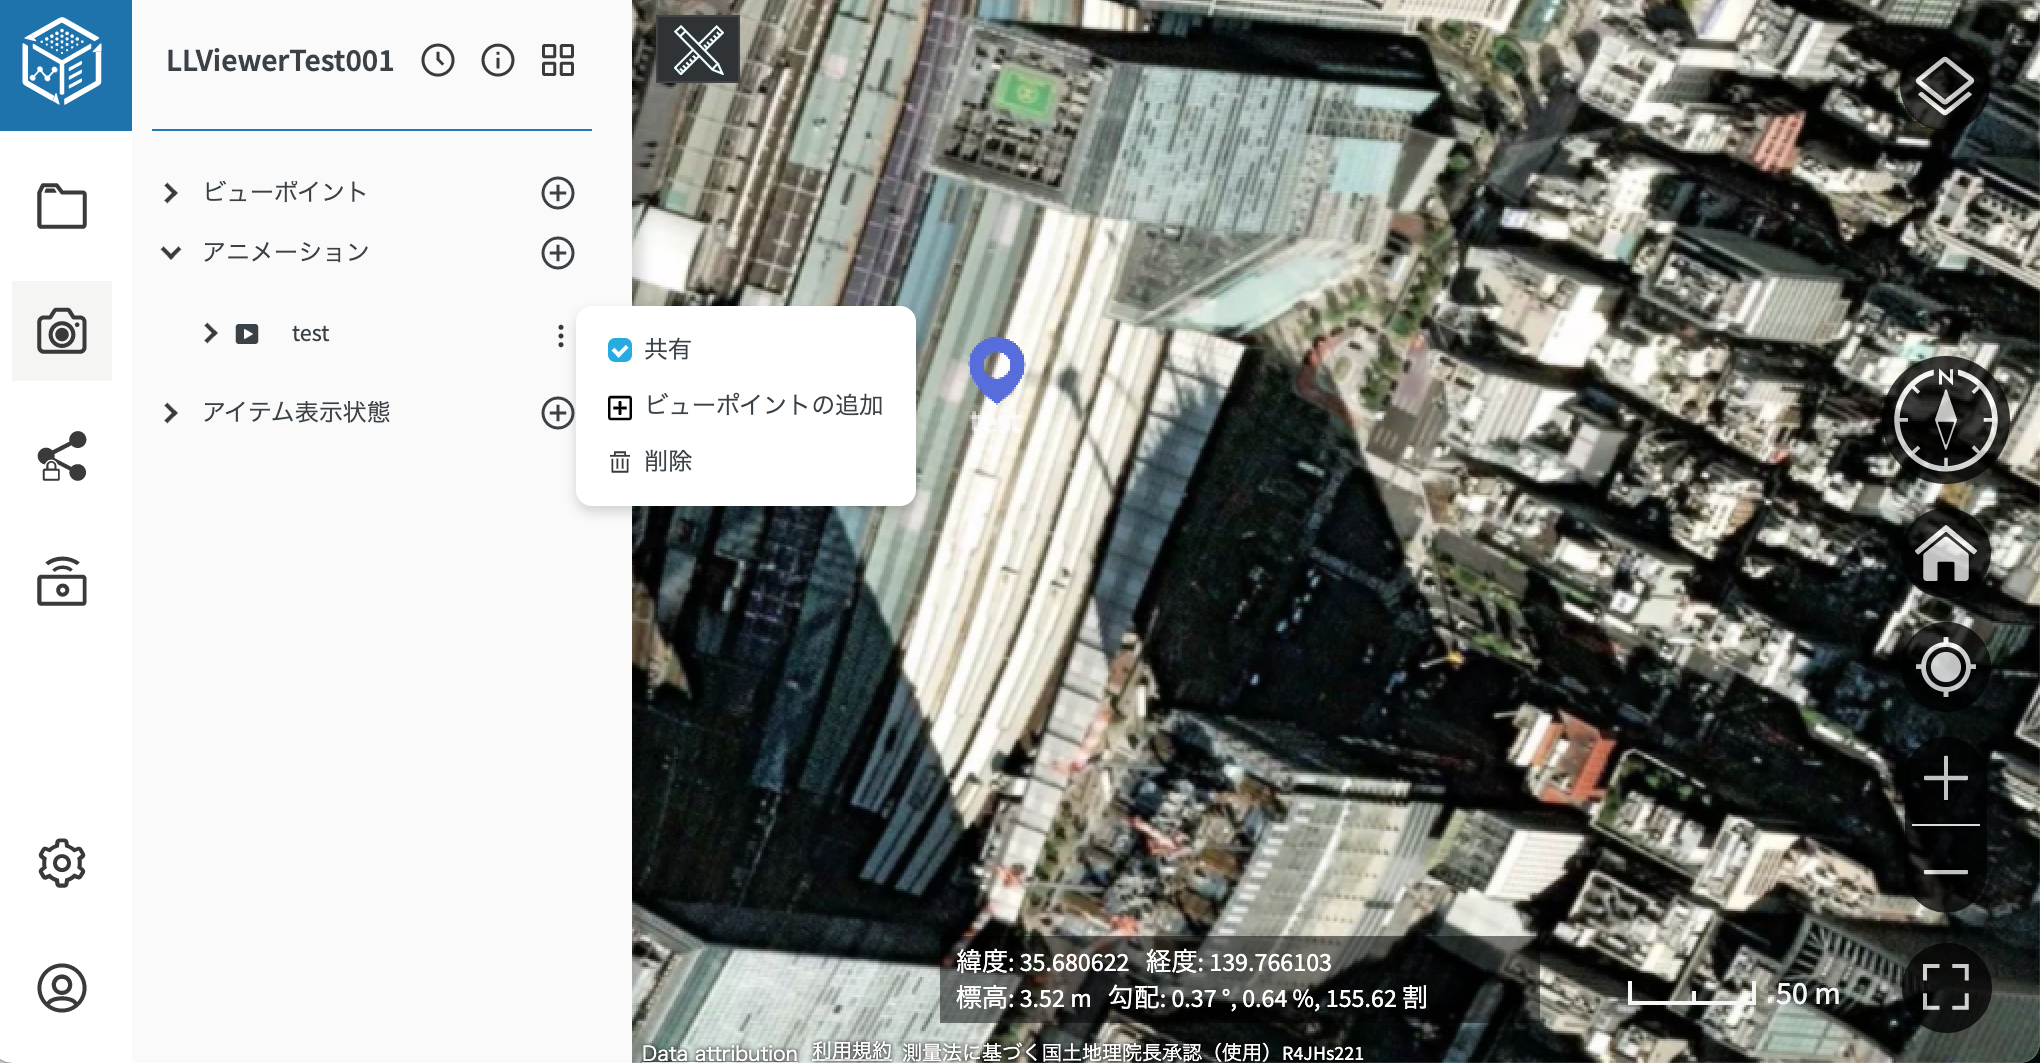 LLViewerTest001
ビューポイント
アニメーション
test
アイテム表示状態
共有
ビューポイントの追加
削除
N
緯度: 35.680622 経度: 139.766103
標高: 3.52 m 勾配: 0.37 °, 0.64 %, 155.62 割
50 m
Data attribution 利用規約 測量法に基づく国土地理院長承認（使用）R4JHs221